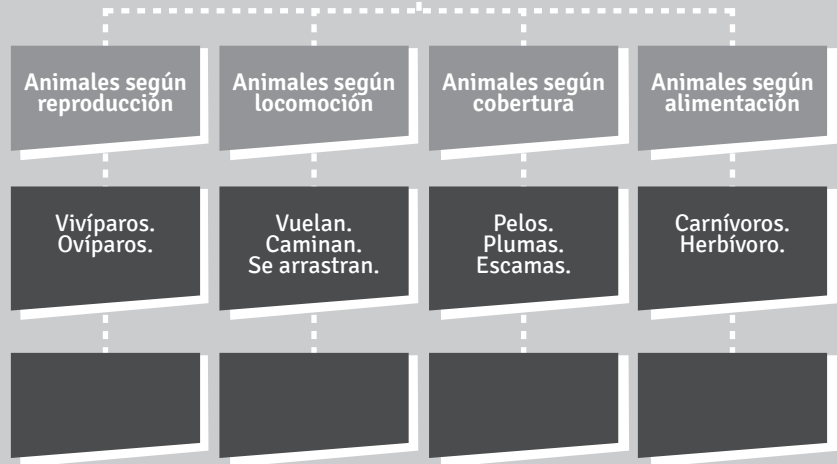 Animales según
reproducción
Animales según
locomoción
Animales según
cobertura
Animales según
alimentación
Vivíparos.
Ovíparos.
Vuelan.
Caminan.
Se arrastran.
Pelos.
Plumas.
Escamas.
Carnívoros.
Herbívoro.